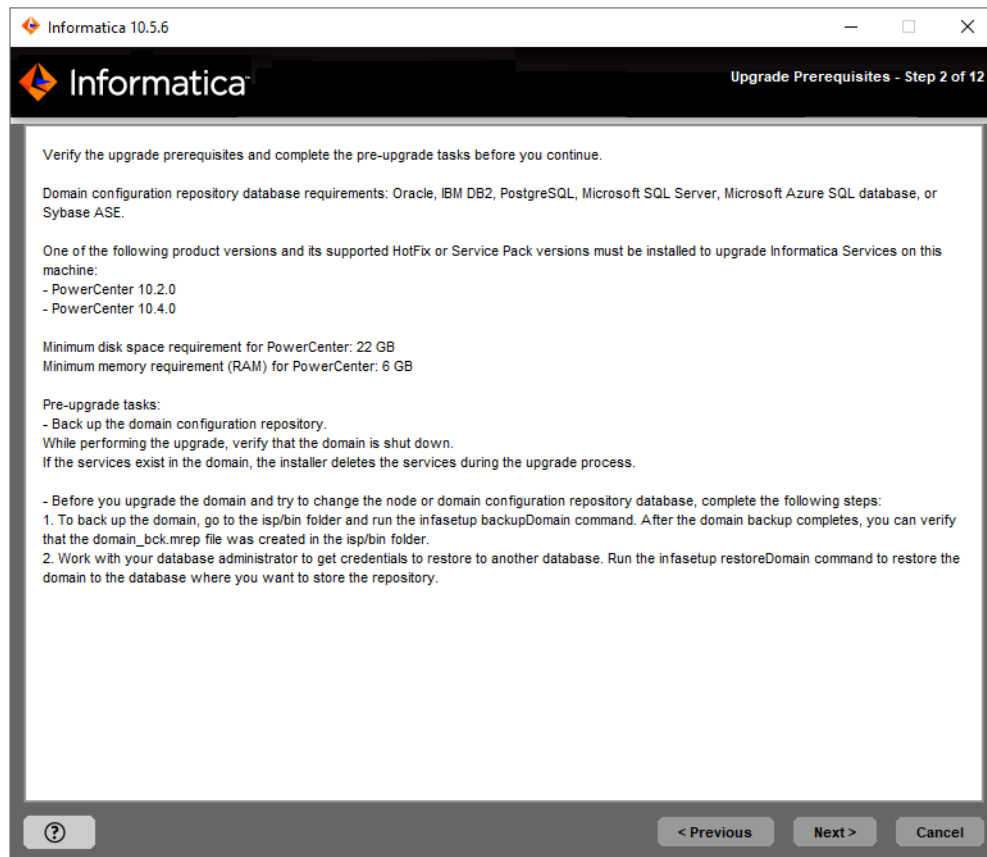 Informatica 10.5.6
Informatica
Upgrade Prerequisites - Step 2 of 12
Verify the upgrade prerequisites and complete the pre-upgrade tasks before you continue.
Domain configuration repository database requirements: Oracle, IBM DB2, PostgreSQL, Microsoft SQL Server, Microsoft Azure SQL database, or
Sybase ASE.
One of the following product versions and its supported HotFix or Service Pack versions must be installed to upgrade Informatica Services on this
machine:
- PowerCenter 10.2.0
- PowerCenter 10.4.0
Minimum disk space requirement for PowerCenter: 22 GB
Minimum memory requirement (RAM) for PowerCenter: 6 GB
Pre-upgrade tasks:
- Back up the domain configuration repository.
While performing the upgrade, verify that the domain is shut down.
If the services exist in the domain, the installer deletes the services during the upgrade process.
- Before you upgrade the domain and try to change the node or domain configuration repository database, complete the following steps:
1. To back up the domain, go to the isp/bin folder and run the infasetup backupDomain command. After the domain backup completes, you can verify
that the domain_bck.mrep file was created in the isp/bin folder.
2. Work with your database administrator to get credentials to restore to another database. Run the infasetup restoreDomain command to restore the
domain to the database where you want to store the repository.
?
< Previous
Next >
Cancel